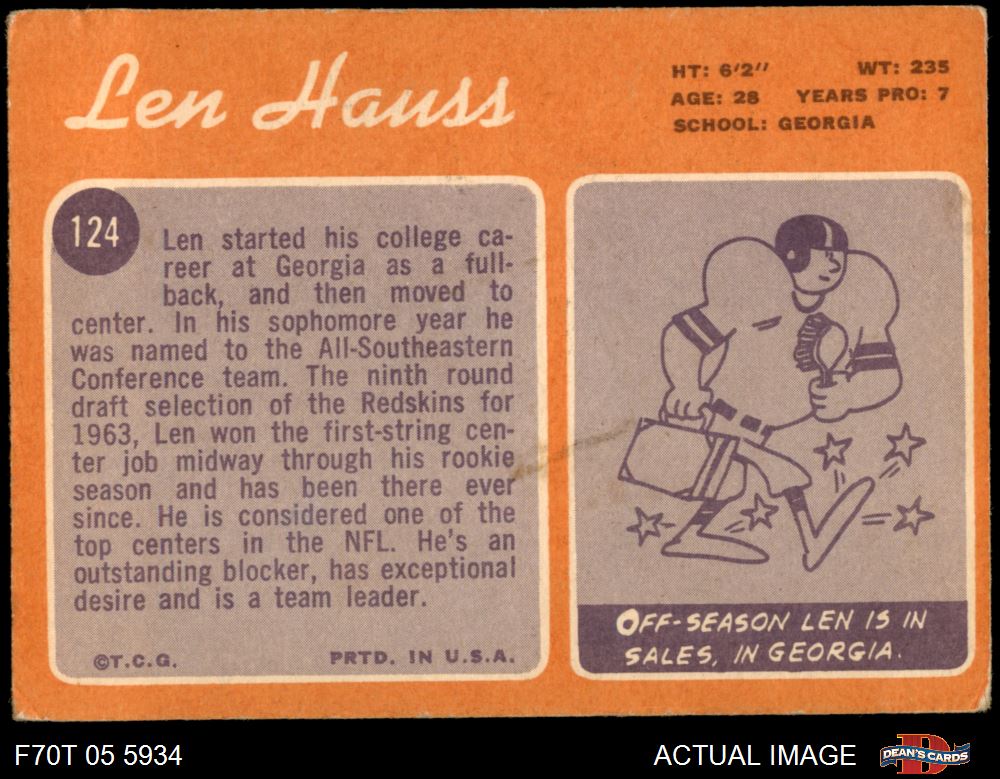 Len Hauss
HT: 6'2" WT: 235
AGE: 28 YEARS PRO: 7
SCHOOL: GEORGIA
124
Len started his college ca-
reer at Georgia as a full-
back, and then moved to
center. In his sophomore year he
was named to the All-Southeastern
Conference team. The ninth round
draft selection of the Redskins for
1963, Len won the first-string cen-
ter job midway through his rookie
season and has been there ever
since. He is considered one of the
top centers in the NFL. He's an
outstanding blocker, has exceptional
desire and is a team leader.
©T.C.G. PRTD. IN U.S.A.
OFF-SEASON LEN IS IN
SALES, IN GEORGIA.
F70T 05 5934
ACTUAL IMAGE
D
DEAN'S CARDS